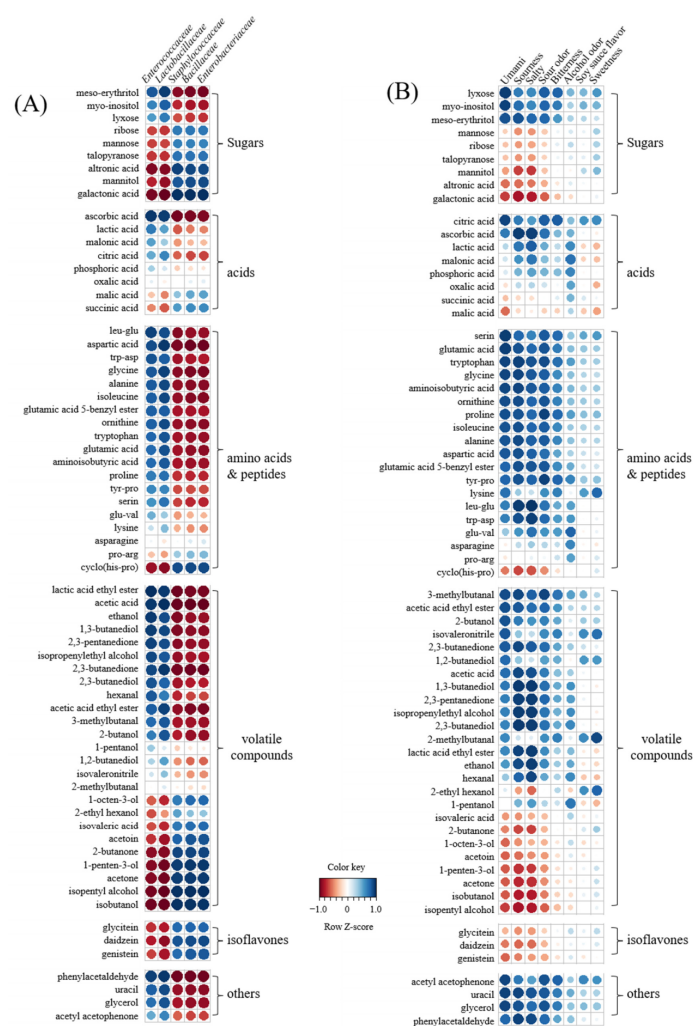 (A)
Enterococcaceae
Lactobacillaceae
Staphylococcaceae
Bacillaceae
Enterobacteriaceae
meso-erythritol
myo-inositol
lyxose
ribose
mannose
talopyranose
altronic acid
mannitol
galactonic acid
Sugars
ascorbic acid
lactic acid
malonic acid
citric acid
phosphoric acid
oxalic acid
malic acid
succinic acid
acids
leu-glu
aspartic acid
trp-asp
glycine
alanine
isoleucine
glutamic acid 5-benzyl ester
ornithine
tryptophan
glutamic acid
aminoisobutyric acid
proline
tyr-pro
serin
glu-val
lysine
asparagine
pro-arg
cyclo(his-pro)
amino acids
& peptides
lactic acid ethyl ester
acetic acid
ethanol
1,3-butanediol
2,3-pentanedione
isopropenylethyl alcohol
2,3-butanedione
2,3-butanediol
hexanal
acetic acid ethyl ester
3-methylbutanal
2-butanol
1-pentanol
1,2-butanediol
isovaleronitrile
2-methylbutanal
1-octen-3-ol
2-ethyl hexanol
isovaleric acid
acetoin
2-butanone
1-penten-3-ol
acetone
isopentyl alcohol
isobutanol
volatile
compounds
glycitein
daidzein
genistein
isoflavones
phenylacetaldehyde
uracil
glycerol
acetyl acetophenone
others
Color key
−1.0 0 1.0
Row Z-score
(B)
Umami
Sourness
Salty
Sour odor
Bitterness
Alcohol odor
Soy sauce flavor
Sweetness
lyxose
myo-inositol
meso-erythritol
mannose
ribose
talopyranose
mannitol
altronic acid
galactonic acid
Sugars
citric acid
ascorbic acid
lactic acid
malonic acid
phosphoric acid
oxalic acid
succinic acid
malic acid
acids
serin
glutamic acid
tryptophan
glycine
aminoisobutyric acid
ornithine
proline
isoleucine
alanine
aspartic acid
glutamic acid 5-benzyl ester
tyr-pro
lysine
leu-glu
trp-asp
glu-val
asparagine
pro-arg
cyclo(his-pro)
amino acids
& peptides
3-methylbutanal
acetic acid ethyl ester
2-butanol
isovaleronitrile
2,3-butanedione
1,2-butanediol
acetic acid
1,3-butanediol
2,3-pentanedione
isopropenylethyl alcohol
2,3-butanediol
2-methylbutanal
lactic acid ethyl ester
ethanol
hexanal
2-ethyl hexanol
1-pentanol
isovaleric acid
2-butanone
1-octen-3-ol
acetoin
1-penten-3-ol
acetone
isobutanol
isopentyl alcohol
volatile
compounds
glycitein
daidzein
genistein
isoflavones
acetyl acetophenone
uracil
glycerol
phenylacetaldehyde
others